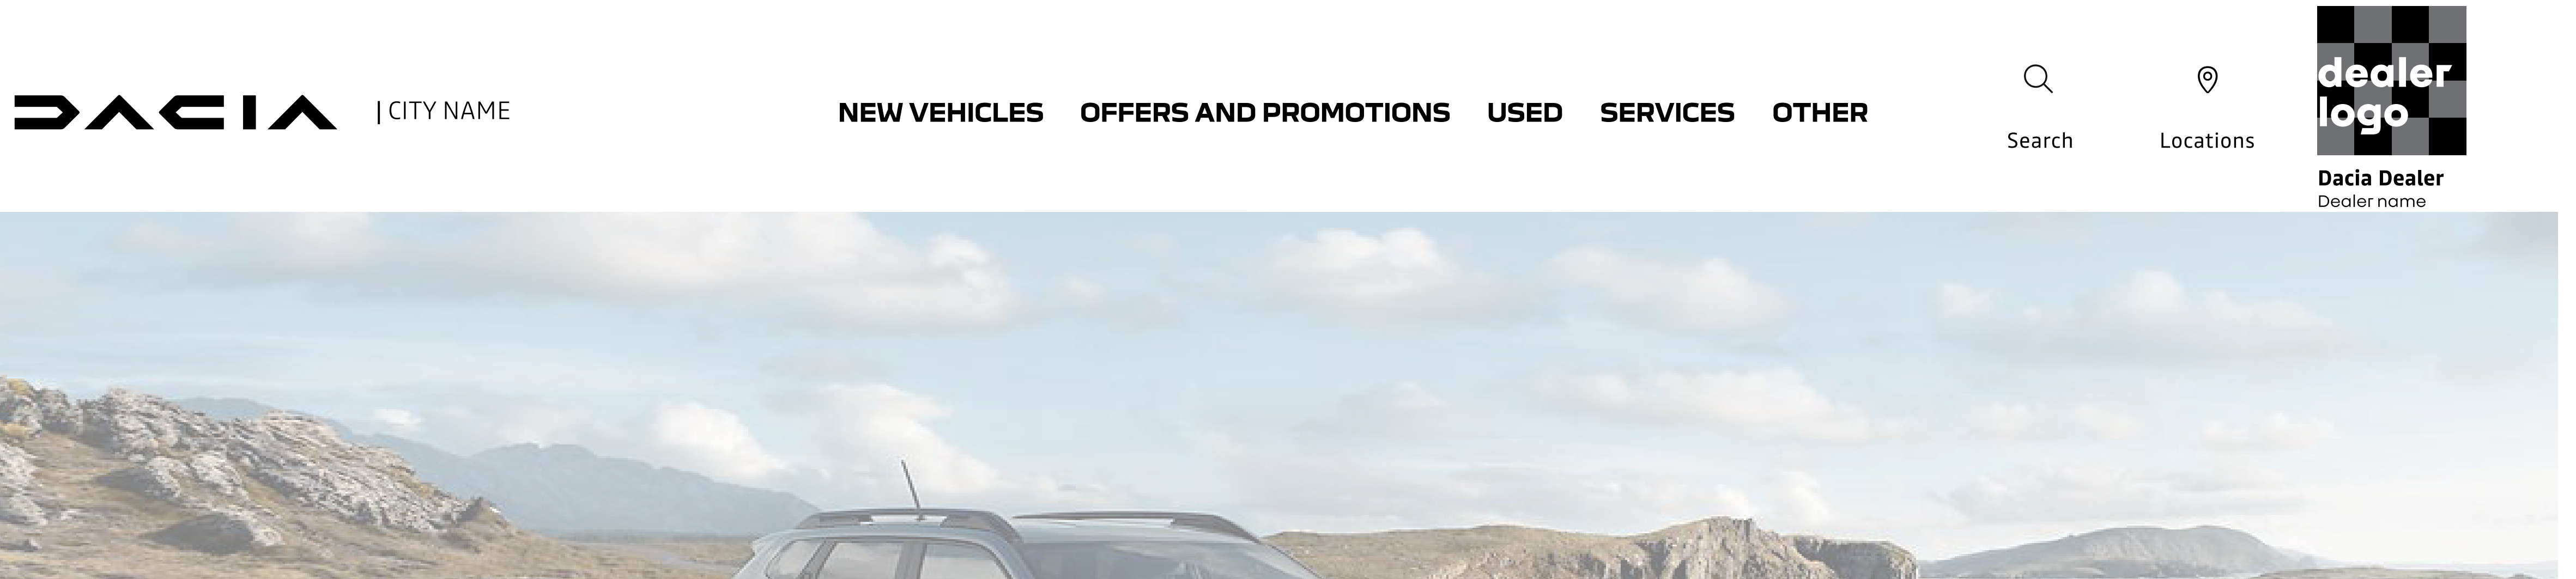 DACIA
| CITY NAME
NEW VEHICLES
OFFERS AND PROMOTIONS
USED
SERVICES
OTHER
Search
Locations
dealer
logo
Dacia Dealer
Dealer name